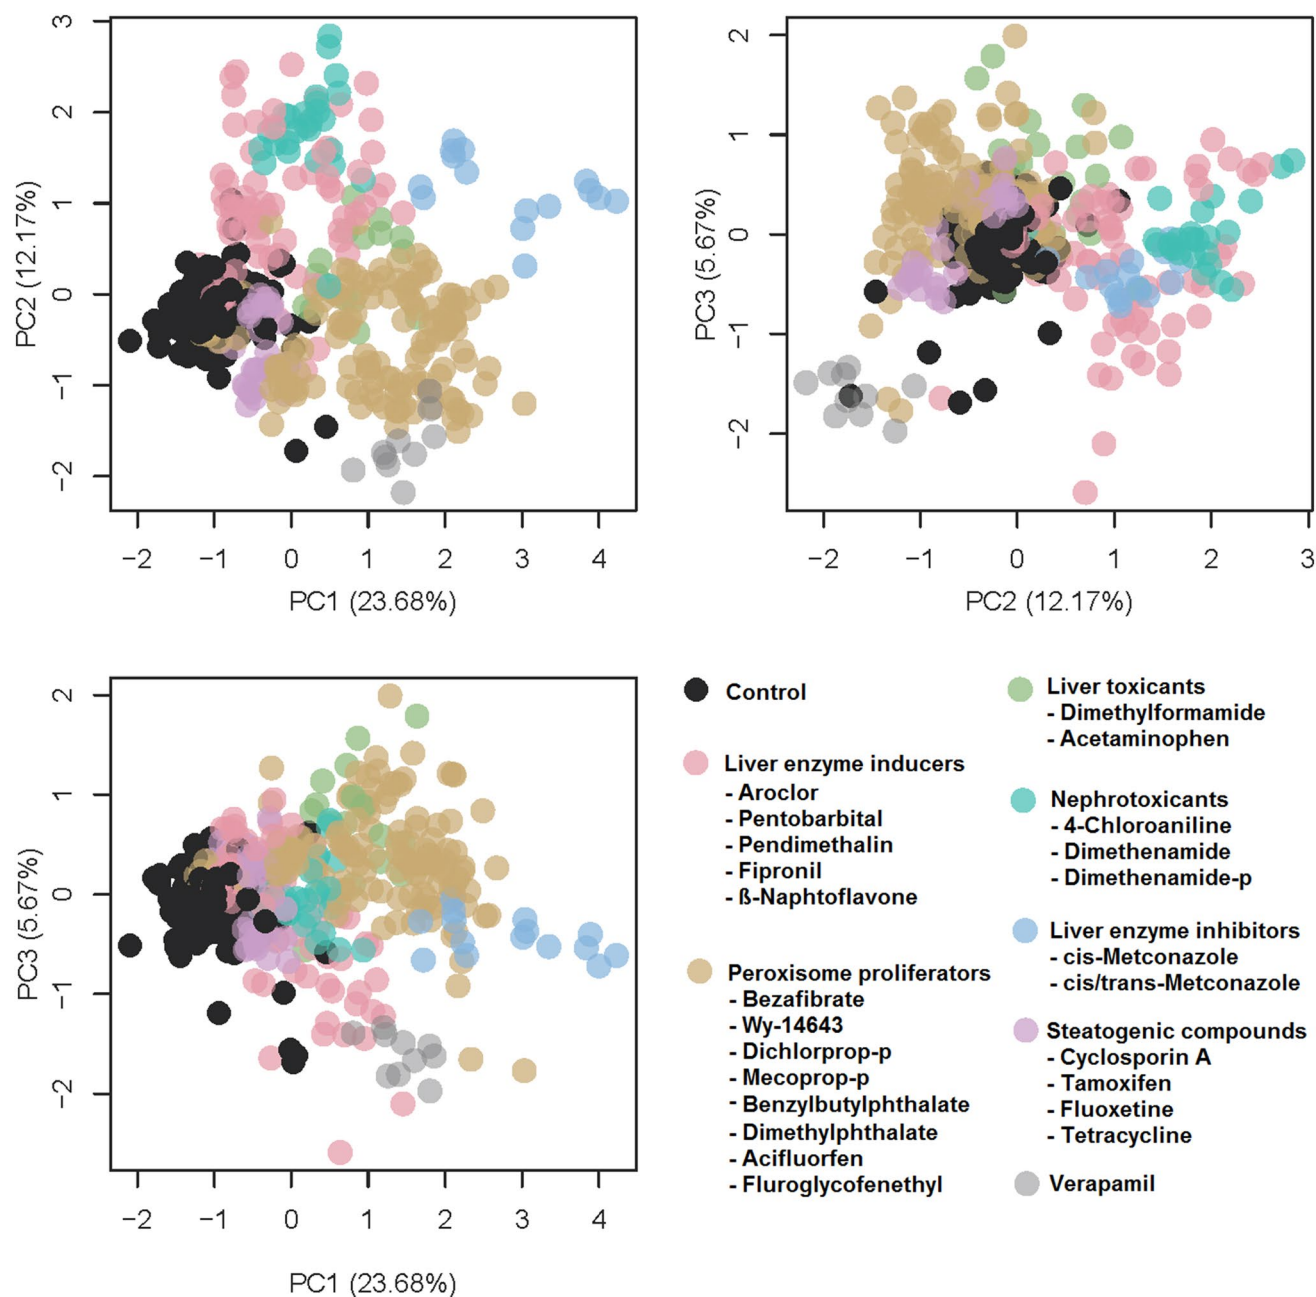 3
2
1
0
−1
−2
PC2 (12.17%)
−2 −1 0 1 2 3 4
PC1 (23.68%)
2
1
0
−1
−2
PC3 (5.67%)
−2 −1 0 1 2 3
PC2 (12.17%)
2
1
0
−1
−2
PC3 (5.67%)
−2 −1 0 1 2 3 4
PC1 (23.68%)
Control
Liver enzyme inducers
- Aroclor
- Pentobarbital
- Pendimethalin
- Fipronil
- ß-Naphtoflavone
Peroxisome proliferators
- Bezafibrate
- Wy-14643
- Dichlorprop-p
- Mecoprop-p
- Benzylbutylphthalate
- Dimethylphthalate
- Acifluorfen
- Fluroglycofenethyl
Liver toxicants
- Dimethylformamide
- Acetaminophen
Nephrotoxicants
- 4-Chloroaniline
- Dimethenamide
- Dimethenamide-p
Liver enzyme inhibitors
- cis-Metconazole
- cis/trans-Metconazole
Steatogenic compounds
- Cyclosporin A
- Tamoxifen
- Fluoxetine
- Tetracycline
Verapamil